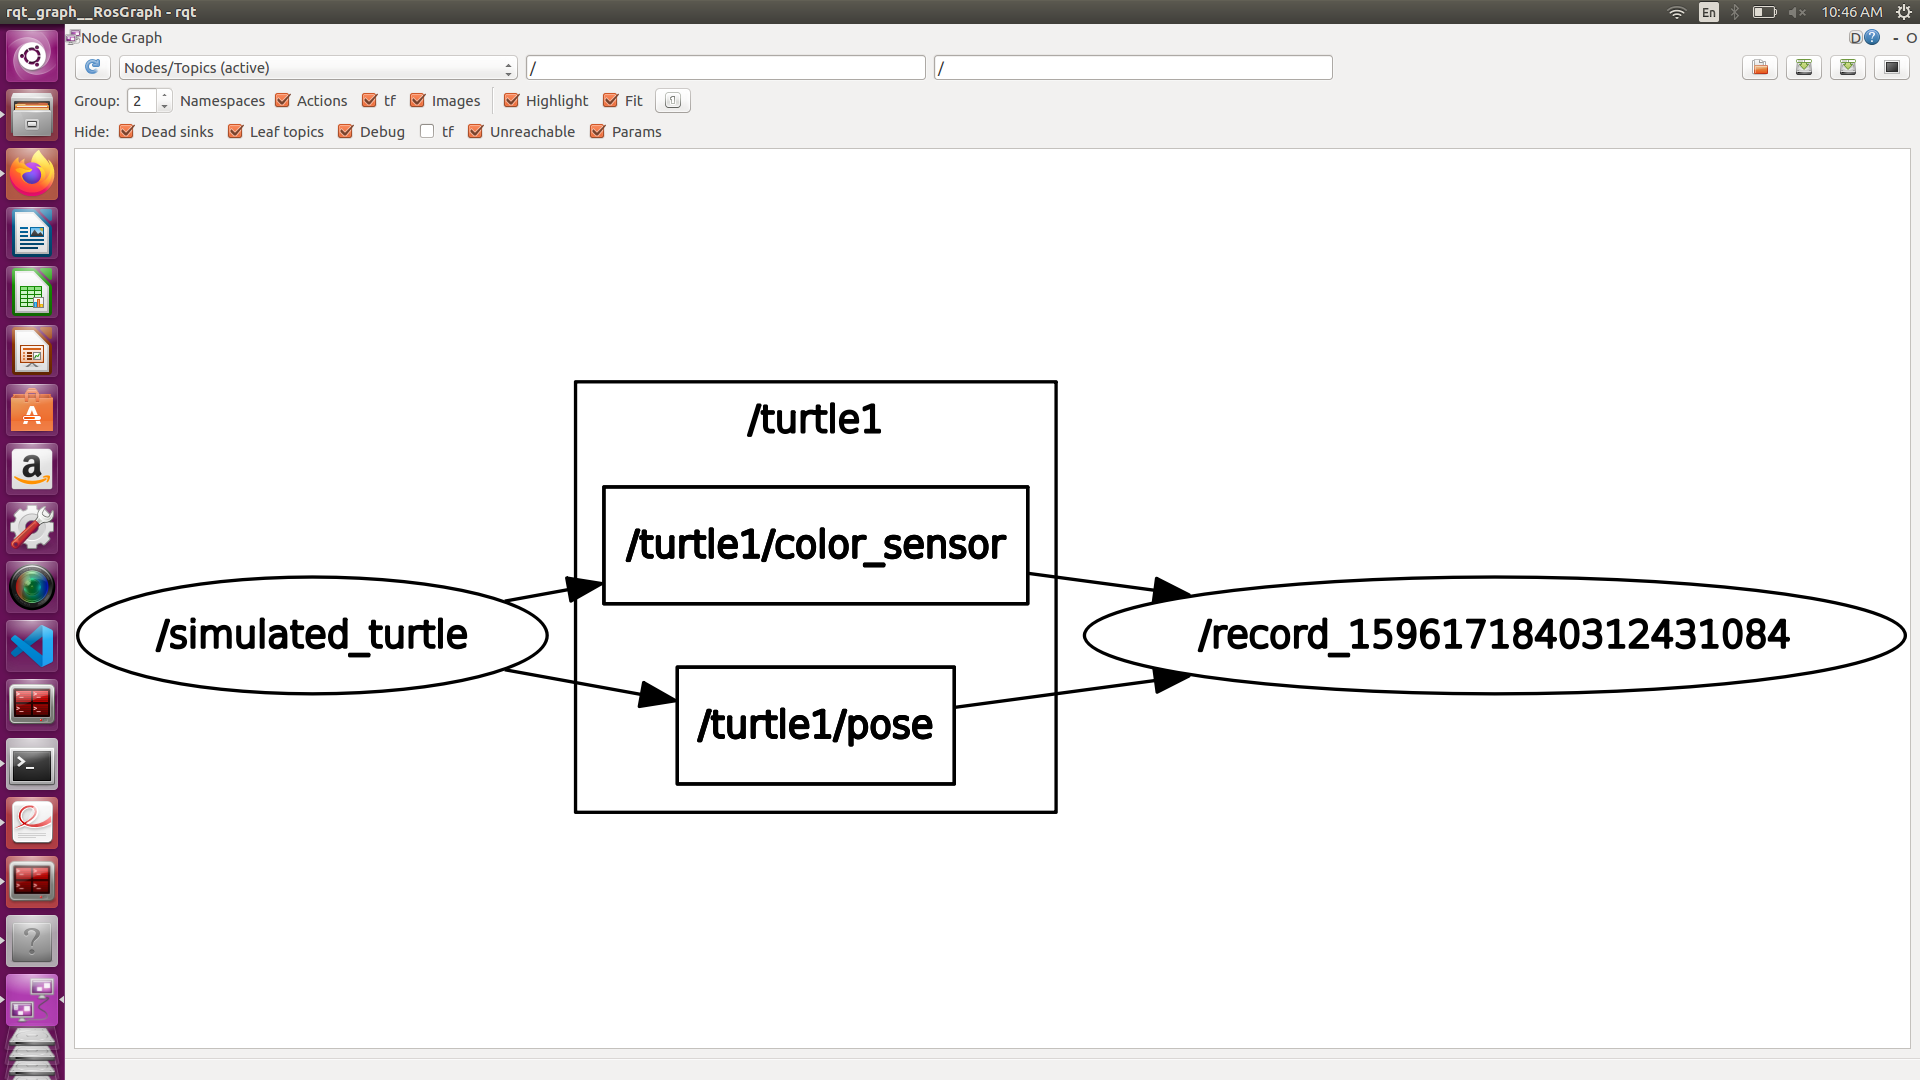 rqt_graph__RosGraph - rqt
En
10:46 AM
Node Graph
D
?
- O
Nodes/Topics (active)
/
/
Group: 2 Namespaces Actions tf Images Highlight Fit
Hide: Dead sinks Leaf topics Debug tf Unreachable Params
/turtle1
/turtle1/color_sensor
/simulated_turtle
/record_1596171840312431084
/turtle1/pose
A
a
>_
?